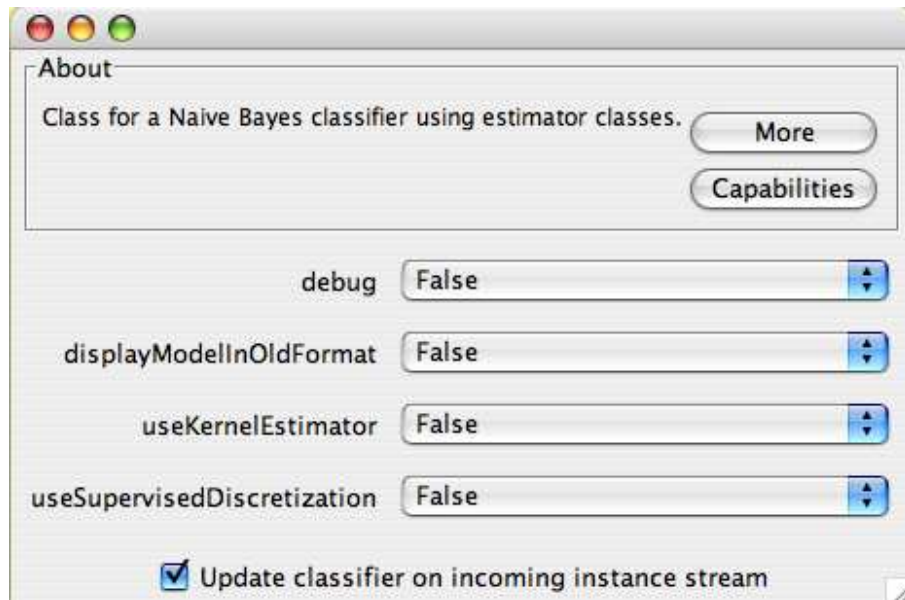 About
Class for a Naive Bayes classifier using estimator classes.
More
Capabilities
debug False
displayModelInOldFormat False
useKernelEstimator False
useSupervisedDiscretization False
Update classifier on incoming instance stream